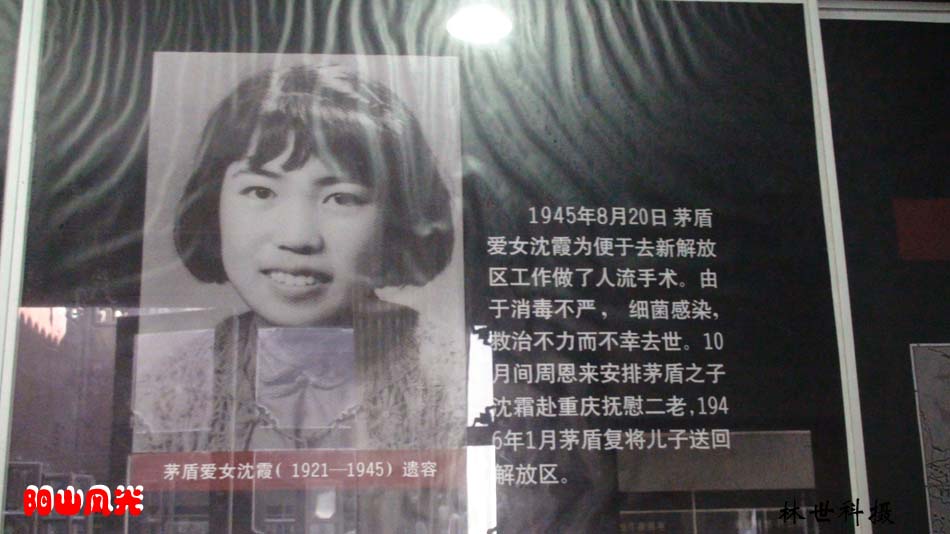 1945年8月20日 茅盾
爱女沈霞为便于去新解放
区工作做了人流手术。由
于消毒不严， 细菌感染，
救治不力而不幸去世。10
月间周恩来安排茅盾之子
沈霜赴重庆抚慰二老,194
6年1月茅盾复将儿子送回
解放区。
茅盾爱女沈霞( 1921—1945) 遗容
阳山风光
林世科摄